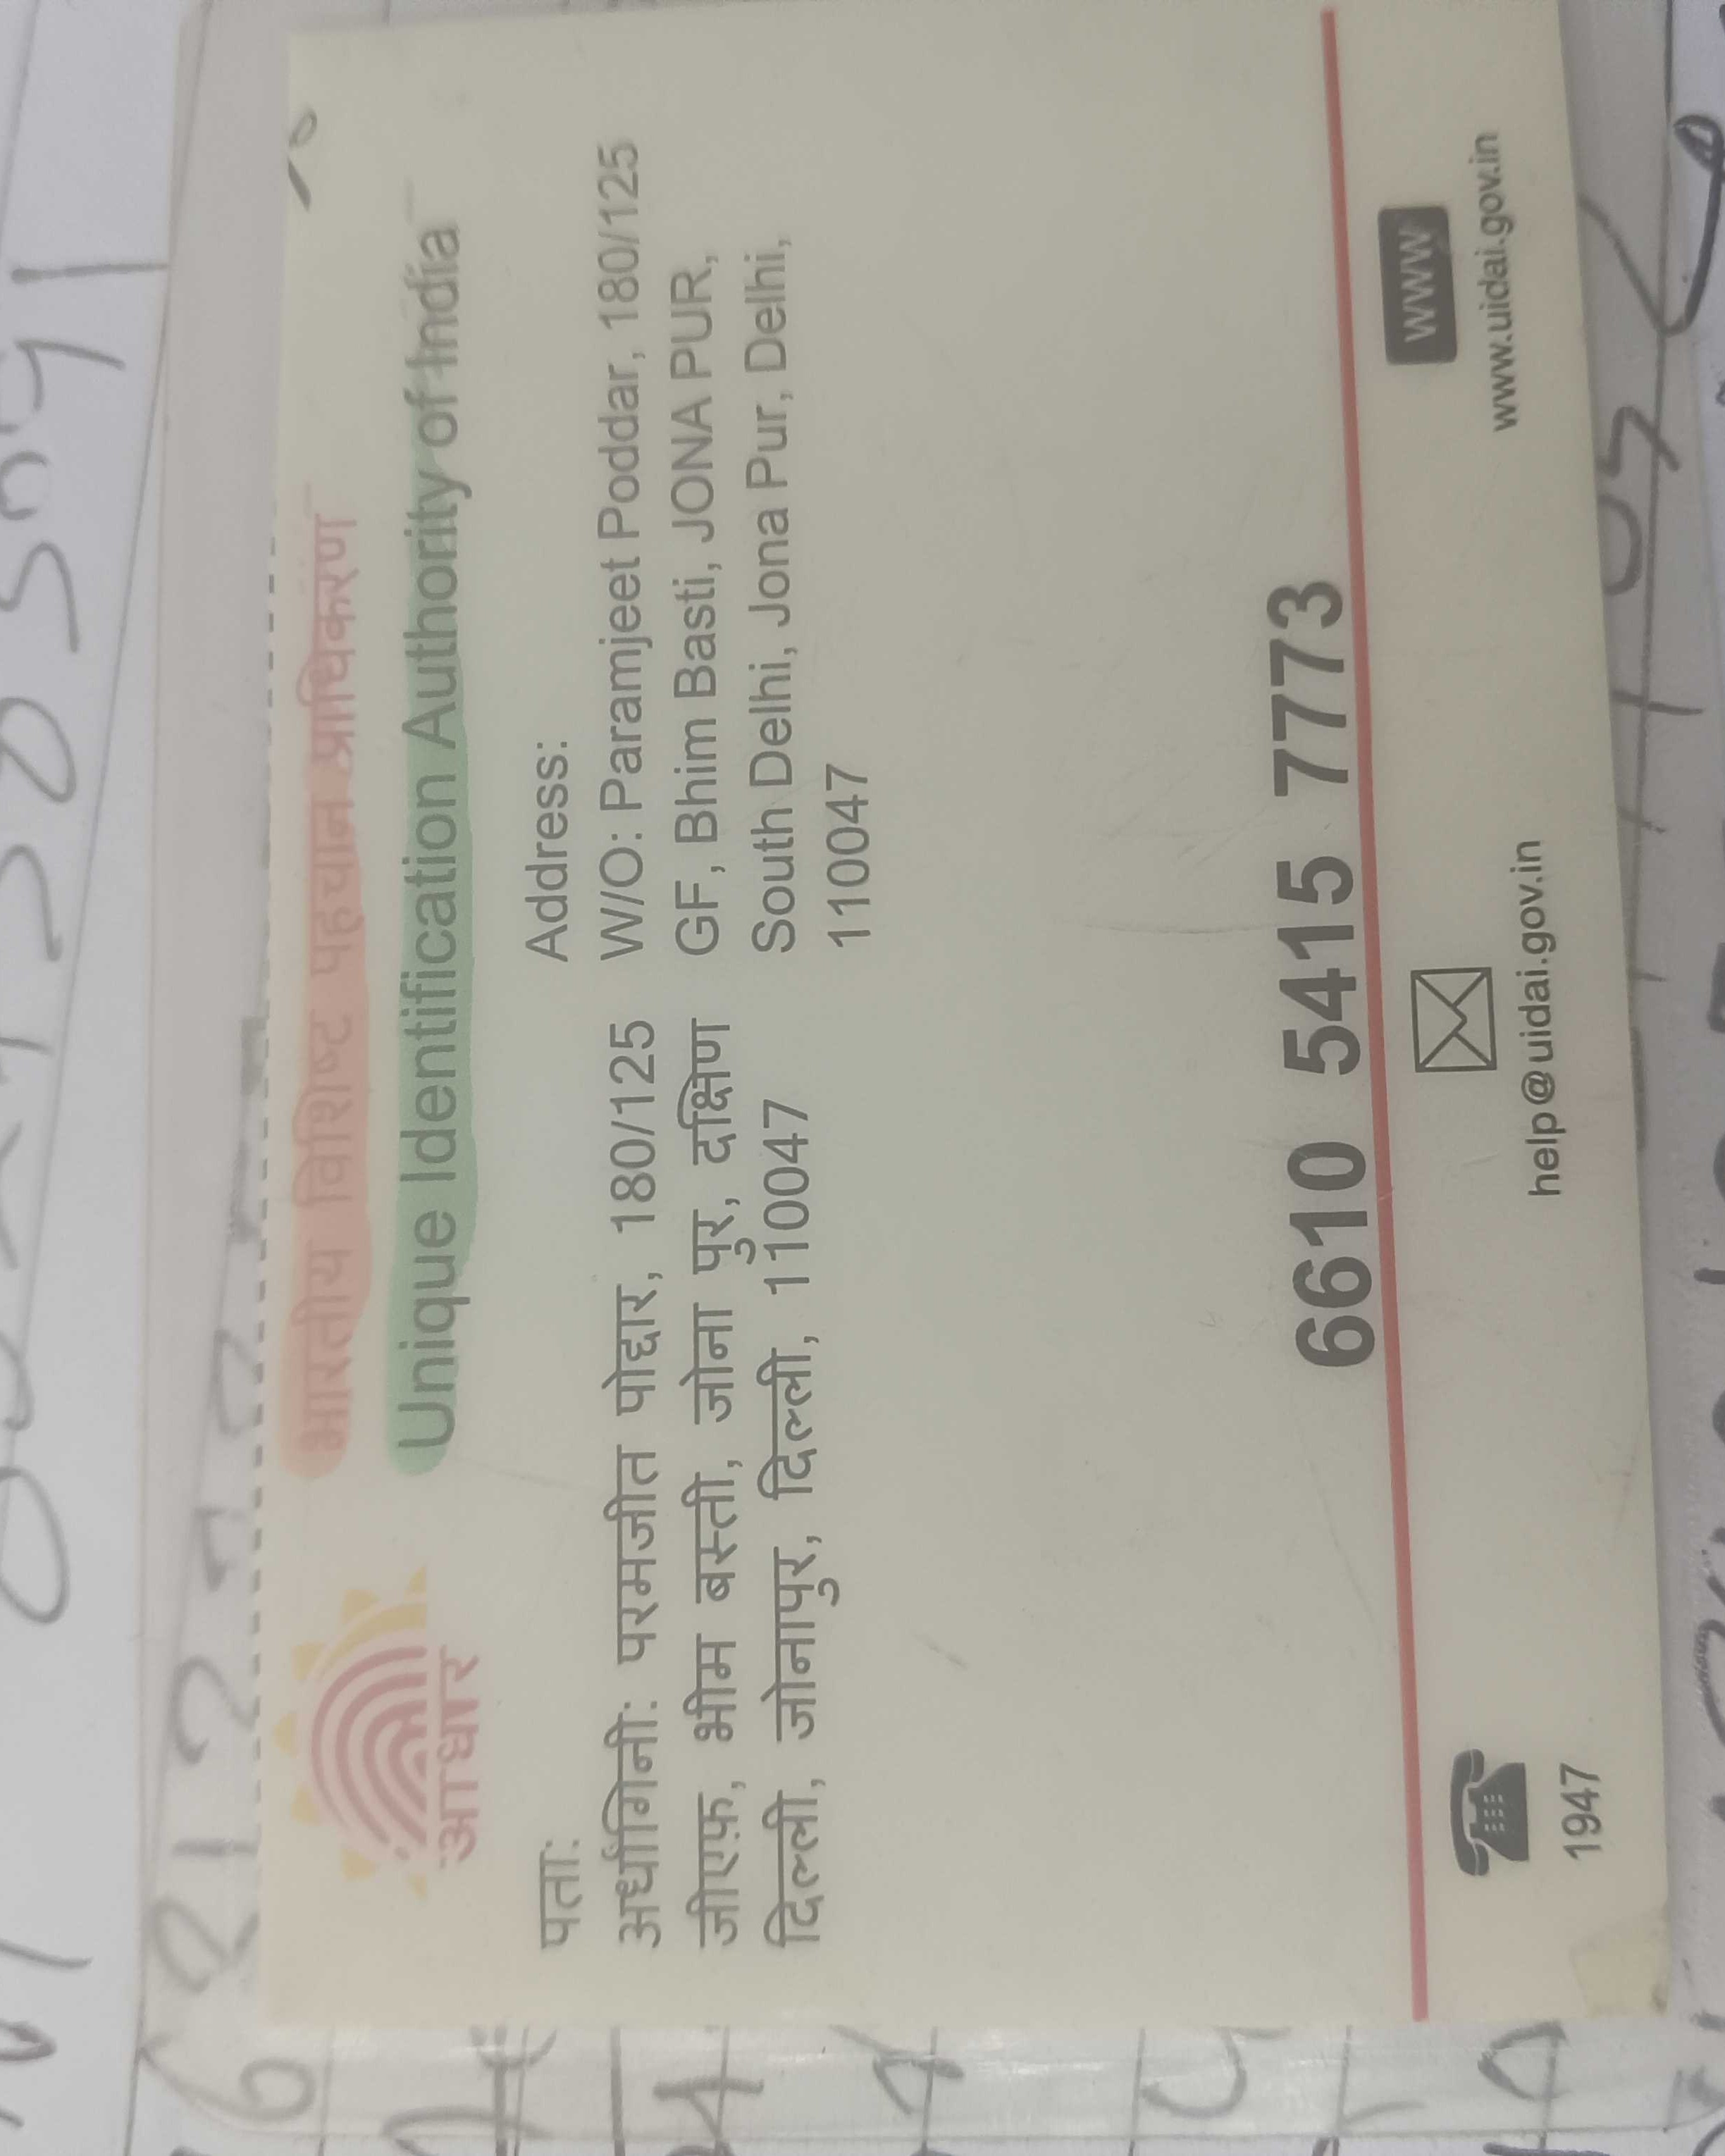 भारतीय विशिष्ट पहचान प्राधिकरण
Unique Identification Authority of India
आधार
पता:
अर्धांगिनी: परमजीत पोद्दार, 180/125
जीएफ़, भीम बस्ती, जोना पुर, दक्षिण
दिल्ली, जोनापुर, दिल्ली, 110047
Address:
W/O: Paramjeet Poddar, 180/125
GF, Bhim Basti, JONA PUR,
South Delhi, Jona Pur, Delhi,
110047
6610 5415 7773
1947
help@uidai.gov.in
www
www.uidai.gov.in